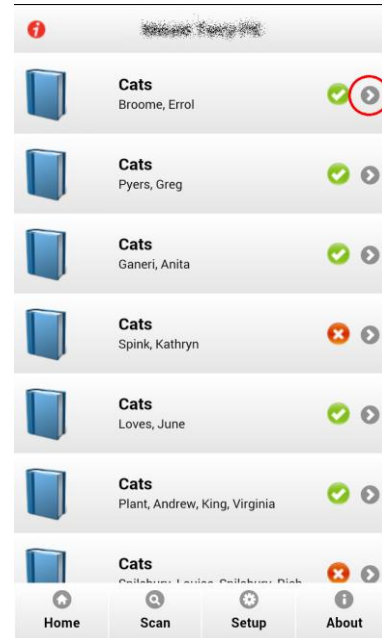 Cats
Broome, Errol
Cats
Pyers, Greg
Cats
Ganeri, Anita
Cats
Spink, Kathryn
Cats
Loves, June
Cats
Plant, Andrew, King, Virginia
Cats
Home Scan Setup About